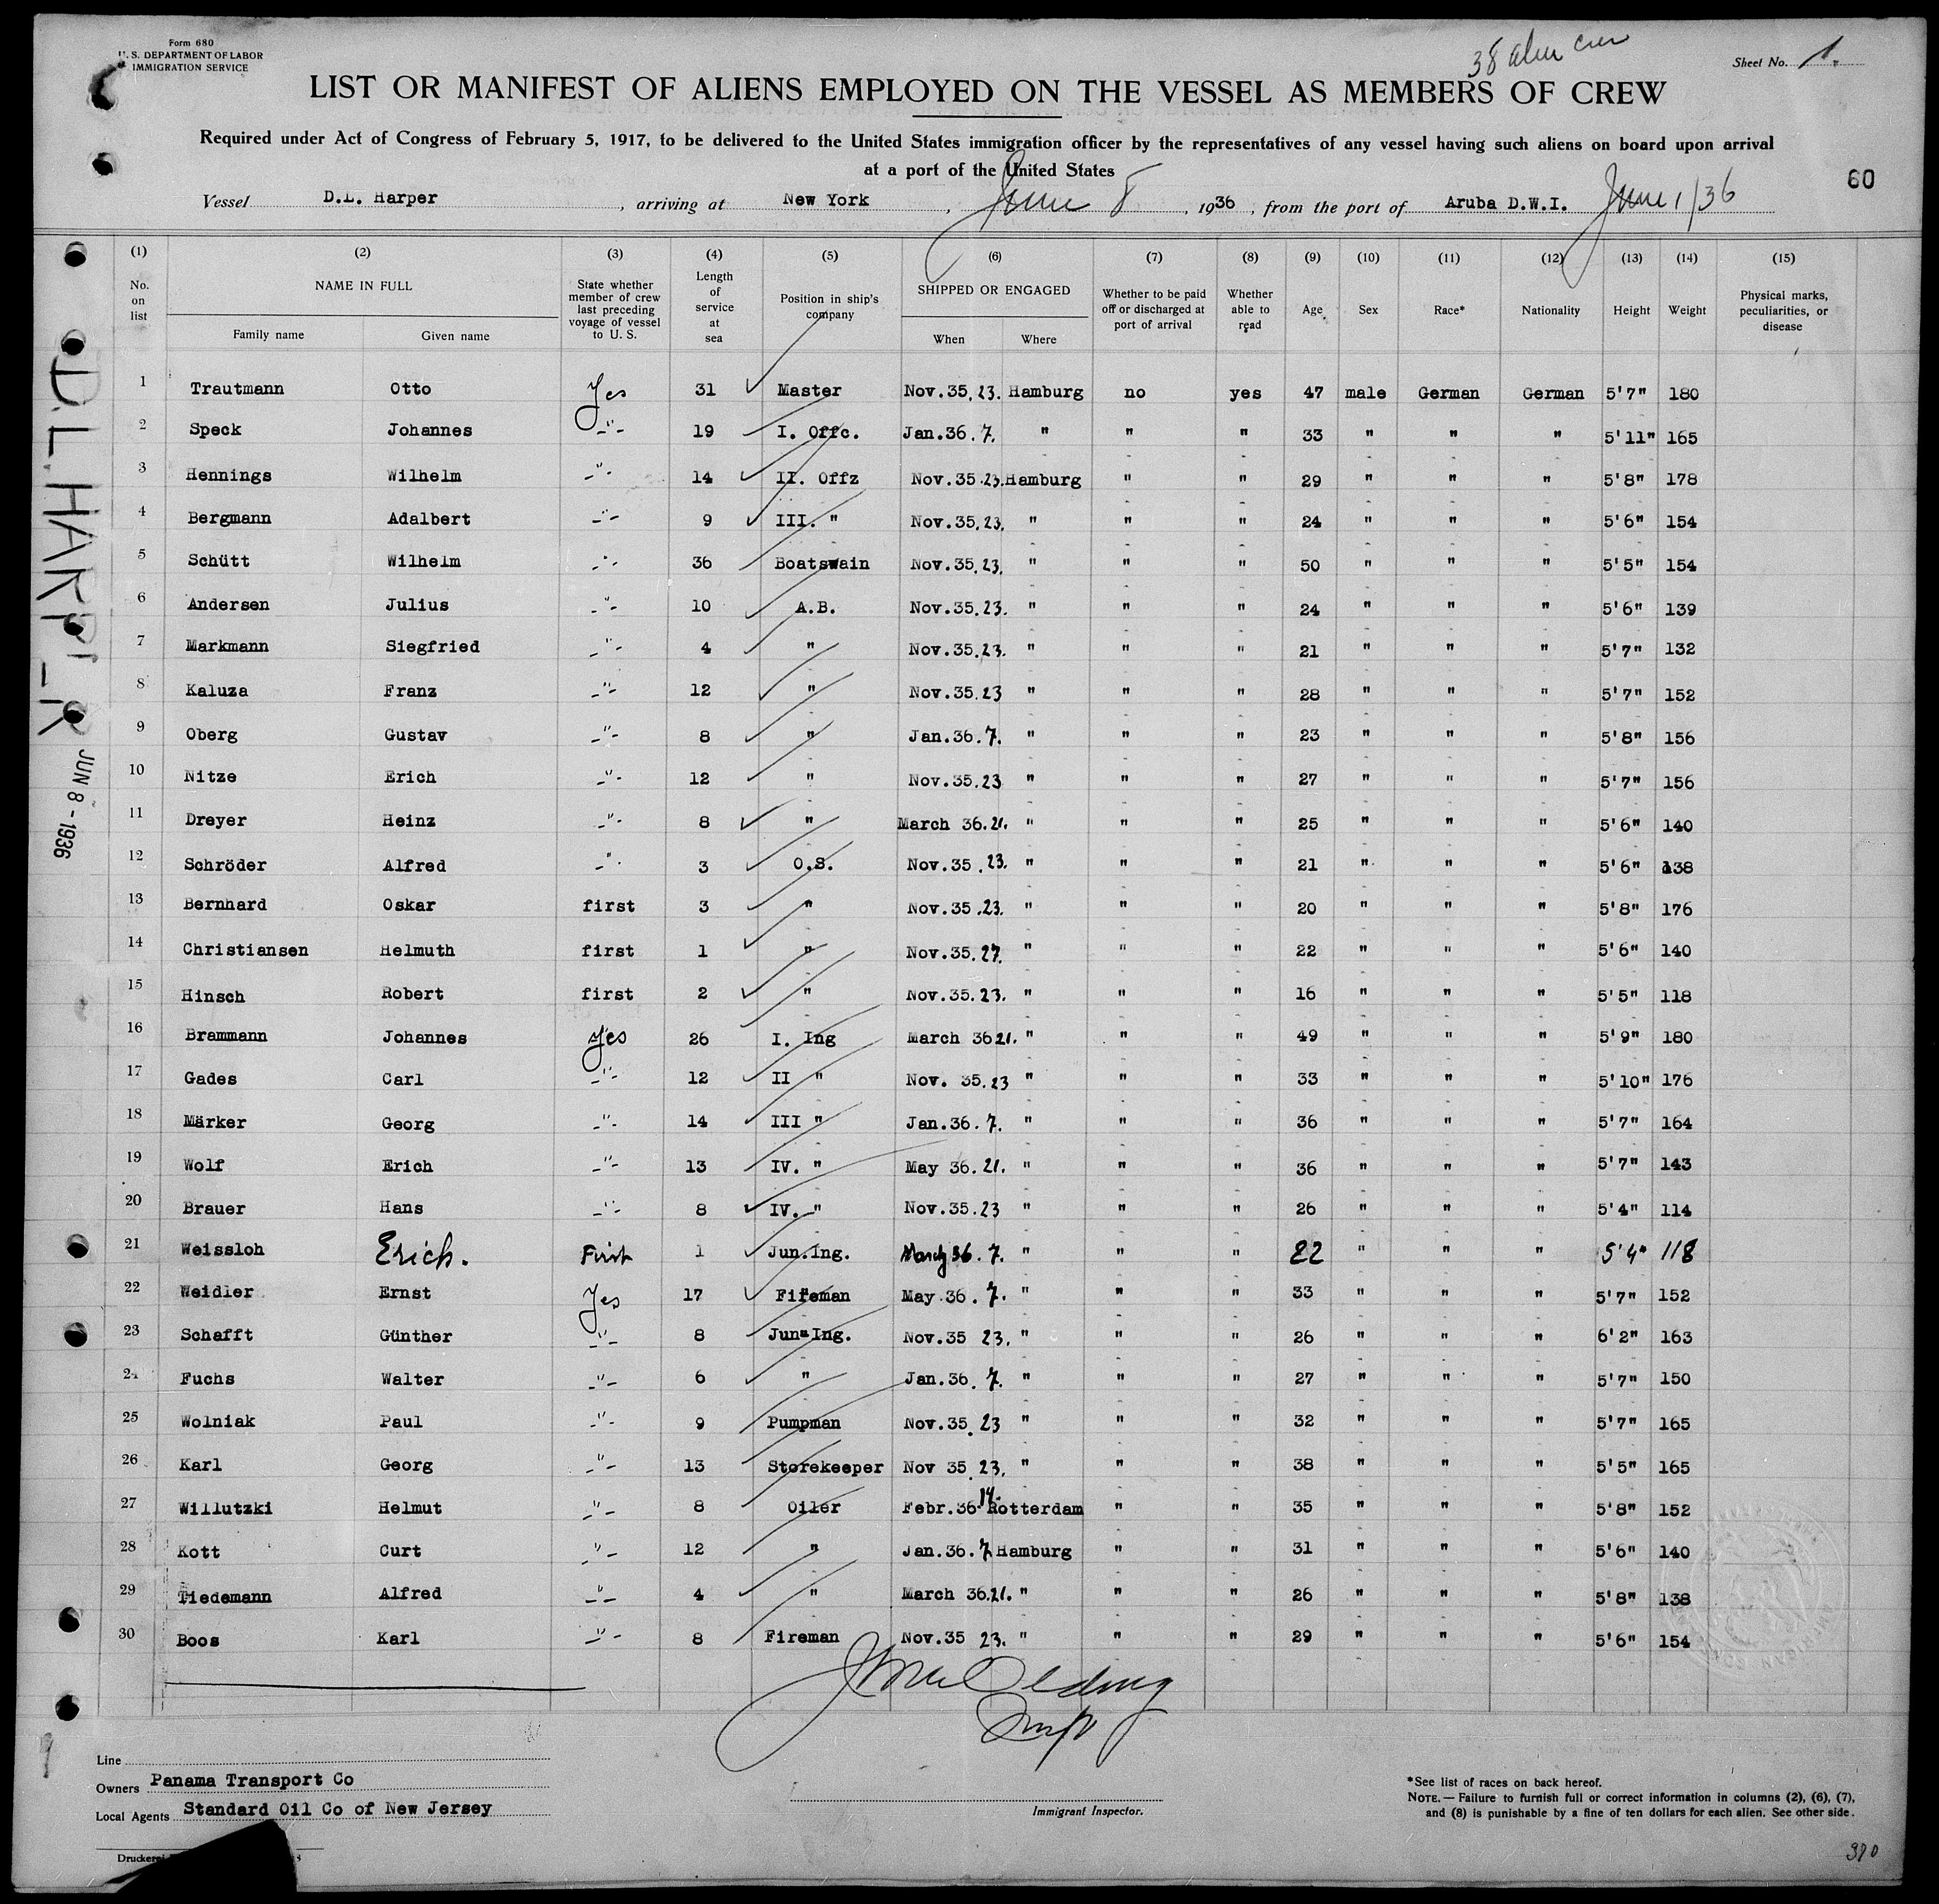 Form 680
U. S. DEPARTMENT OF LABOR
IMMIGRATION SERVICE
38 alien crew
Sheet No. 1.
LIST OR MANIFEST OF ALIENS EMPLOYED ON THE VESSEL AS MEMBERS OF CREW
Required under Act of Congress of February 5, 1917, to be delivered to the United States immigration officer by the representatives of any vessel having such aliens on board upon arrival
at a port of the United States
60
Vessel D.L. Harper, arriving at New York, June 8, 1936, from the port of Aruba D.W.I. June 1/36
(1) (2) (3) (4) (5) (6) (7) (8) (9) (10) (11) (12) (13) (14) (15)
No. on list NAME IN FULL Family name Given name State whether member of crew last preceding voyage of vessel to U. S. Length of service at sea Position in ship's company SHIPPED OR ENGAGED When Where Whether to be paid off or discharged at port of arrival Whether able to read Age Sex Race* Nationality Height Weight Physical marks, peculiarities, or disease
1 Trautmann Otto Yes 31 Master Nov.35.23. Hamburg no yes 47 male German German 5'7" 180
2 Speck Johannes -"- 19 I. Offc. Jan.36.7. " " " 33 " " " 5'11" 165
3 Hennings Wilhelm -"- 14 II. Offz Nov.35.23. Hamburg " " 29 " " " 5'8" 178
4 Bergmann Adalbert -"- 9 III. " Nov.35.23. " " " 24 " " " 5'6" 154
5 Schütt Wilhelm -"- 36 Boatswain Nov.35.23. " " " 50 " " " 5'5" 154
6 Andersen Julius -"- 10 A.B. Nov.35.23. " " " 24 " " " 5'6" 139
7 Markmann Siegfried -"- 4 " Nov.35.23. " " " 21 " " " 5'7" 132
8 Kaluza Franz -"- 12 " Nov.35.23 " " " 28 " " " 5'7" 152
9 Oberg Gustav -"- 8 " Jan.36.7. " " " 23 " " " 5'8" 156
10 Nitze Erich -"- 12 " Nov.35.23 " " " 27 " " " 5'7" 156
11 Dreyer Heinz -"- 8 " March 36.21. " " " 25 " " " 5'6" 140
12 Schröder Alfred -"- 3 O.S. Nov.35.23. " " " 21 " " " 5'6" 138
13 Bernhard Oskar first 3 " Nov.35.23. " " " 20 " " " 5'8" 176
14 Christiansen Helmuth first 1 " Nov.35.27. " " " 22 " " " 5'6" 140
15 Hinsch Robert first 2 " Nov.35.23. " " " 16 " " " 5'5" 118
16 Brammann Johannes yes 26 I. Ing March 36 21. " " " 49 " " " 5'9" 180
17 Gades Carl -"- 12 II " Nov. 35.23 " " " 33 " " " 5'10" 176
18 Märker Georg -"- 14 III " Jan.36.7. " " " 36 " " " 5'7" 164
19 Wolf Erich -"- 13 IV. " May 36.21. " " " 36 " " " 5'7" 143
20 Brauer Hans -"- 8 IV. " Nov.35.23 " " " 26 " " " 5'4" 114
21 Weissloh Erich. First 1 Jun.Ing. March 36.7. " " " 22 " " " 5'4" 118
22 Weidler Ernst Yes 17 Fireman May 36.7. " " " 33 " " " 5'7" 152
23 Schafft Günther -"- 8 Jun-Ing. Nov.35 23. " " " 26 " " " 6'2" 163
24 Fuchs Walter -"- 6 " Jan.36.7. " " " 27 " " " 5'7" 150
25 Wolniak Paul -"- 9 Pumpman Nov.35.23 " " " 32 " " " 5'7" 165
26 Karl Georg -"- 13 Storekeeper Nov 35 23. " " " 38 " " " 5'5" 165
27 Willutzki Helmut -"- 8 Oiler Febr.36 14. Rotterdam " " 35 " " " 5'8" 152
28 Kott Curt -"- 12 " Jan.36.7 Hamburg " " 31 " " " 5'6" 140
29 Tiedemann Alfred -"- 4 " March 36.21. " " " 26 " " " 5'8" 138
30 Boos Karl -"- 8 Fireman Nov.35 23. " " " 29 " " " 5'6" 154
Insp
Line
Owners Panama Transport Co
Local Agents Standard Oil Co of New Jersey
Immigrant Inspector.
*See list of races on back hereof.
NOTE.—Failure to furnish full or correct information in columns (2), (6), (7),
and (8) is punishable by a fine of ten dollars for each alien. See other side.
Druckerei
390
D.L. HARPER
JUN 8 - 1936